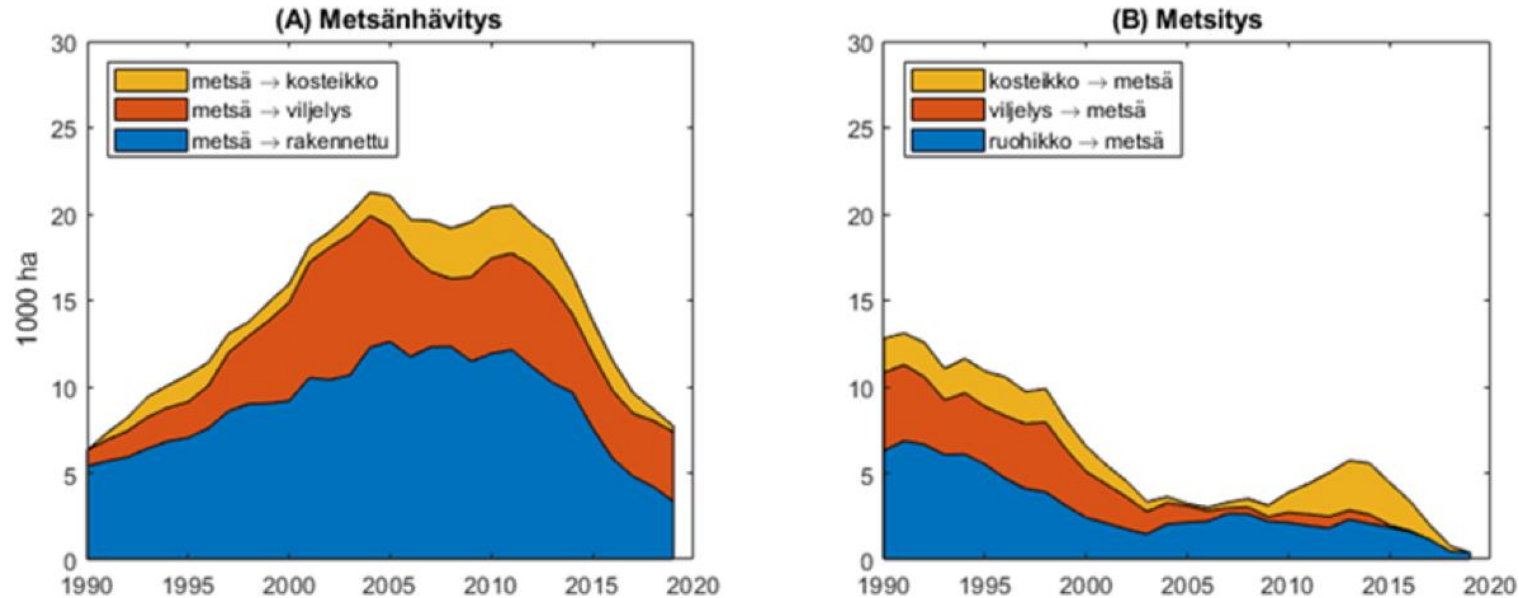 (A) Metsänhävitys
30
25
20
15
10
5
0
1000 ha
metsä → kosteikko
metsä → viljelys
metsä → rakennettu
1990 1995 2000 2005 2010 2015 2020
(B) Metsitys
30
25
20
15
10
5
0
kosteikko → metsä
viljelys → metsä
ruohikko → metsä
1990 1995 2000 2005 2010 2015 2020